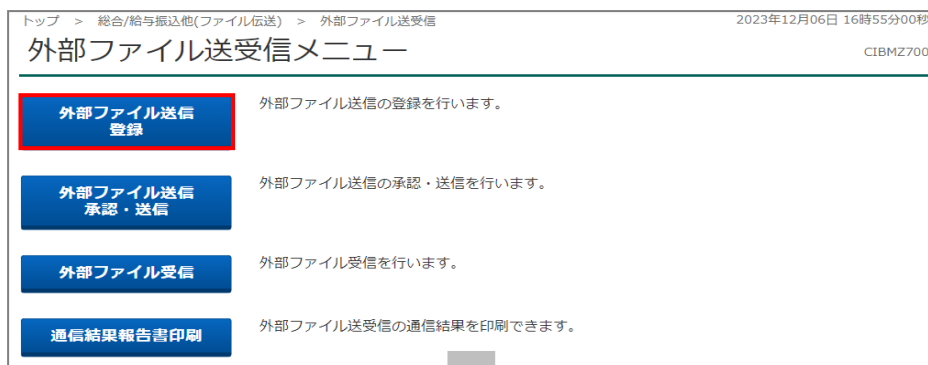 トップ > 総合/給与振込他(ファイル伝送) > 外部ファイル送受信
2023年12月06日 16時55分00秒
外部ファイル送受信メニュー
CIBMZ700
外部ファイル送信
登録
外部ファイル送信の登録を行います。
外部ファイル送信
承認・送信
外部ファイル送信の承認・送信を行います。
外部ファイル受信
外部ファイル受信を行います。
通信結果報告書印刷
外部ファイル送受信の通信結果を印刷できます。